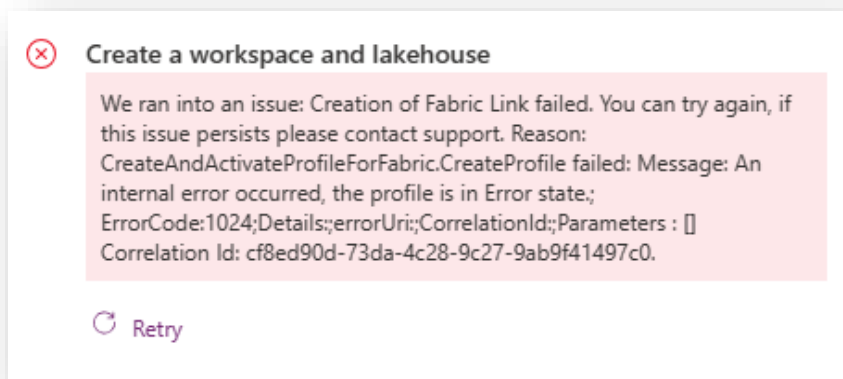 Create a workspace and lakehouse
We ran into an issue: Creation of Fabric Link failed. You can try again, if
this issue persists please contact support. Reason:
CreateAndActivateProfileForFabric.CreateProfile failed: Message: An
internal error occurred, the profile is in Error state.;
ErrorCode:1024;Details:;errorUri:;CorrelationId:;Parameters : []
Correlation Id: cf8ed90d-73da-4c28-9c27-9ab9f41497c0.
Retry